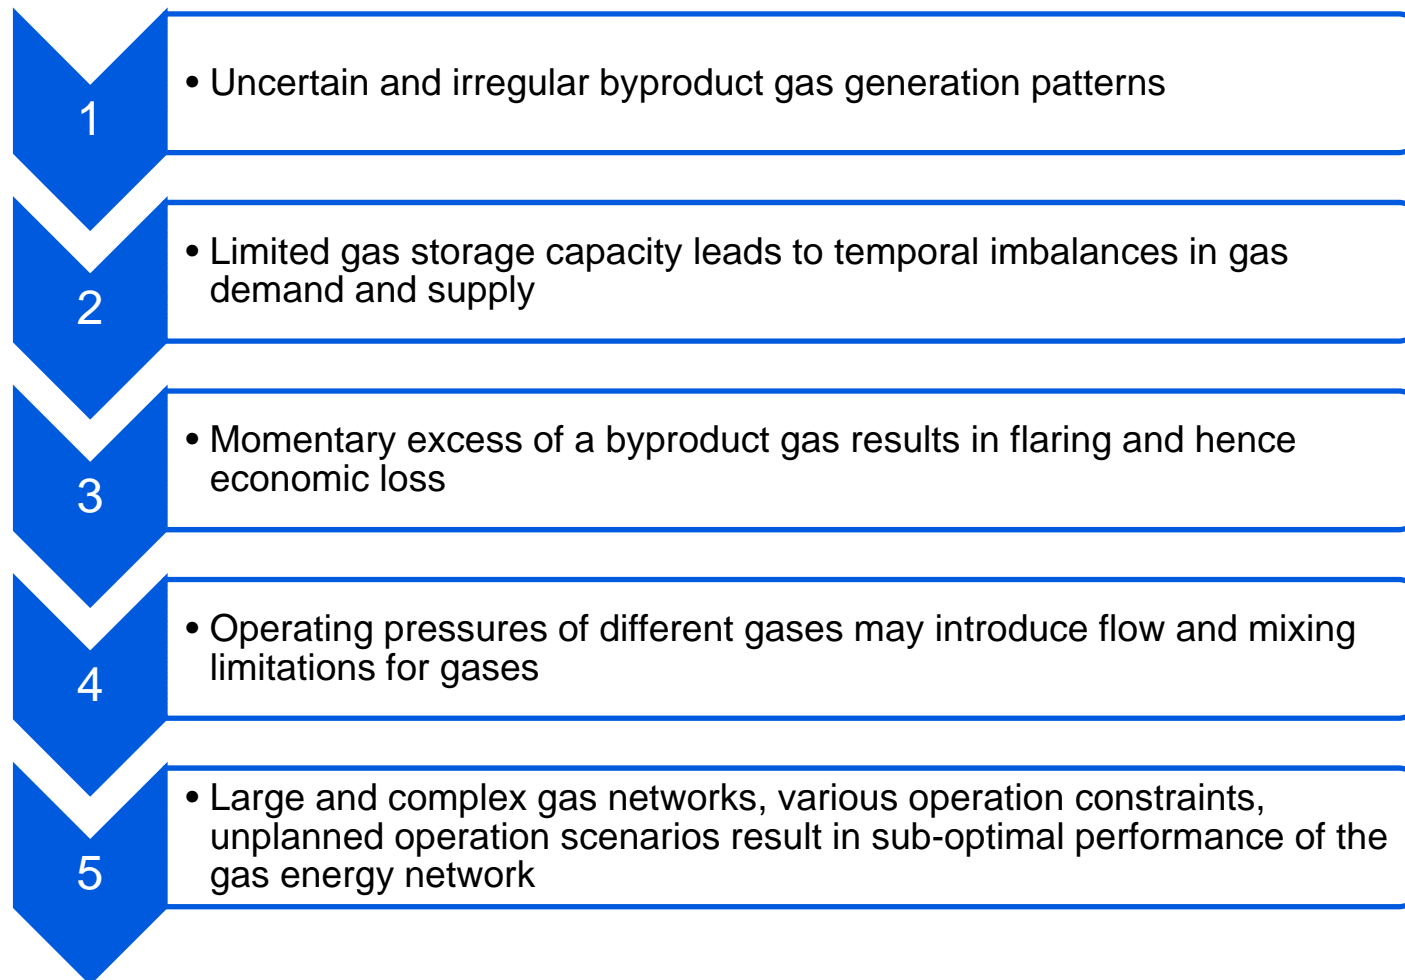 1
• Uncertain and irregular byproduct gas generation patterns
2
• Limited gas storage capacity leads to temporal imbalances in gas
demand and supply
3
• Momentary excess of a byproduct gas results in flaring and hence
economic loss
4
• Operating pressures of different gases may introduce flow and mixing
limitations for gases
5
• Large and complex gas networks, various operation constraints,
unplanned operation scenarios result in sub-optimal performance of the
gas energy network